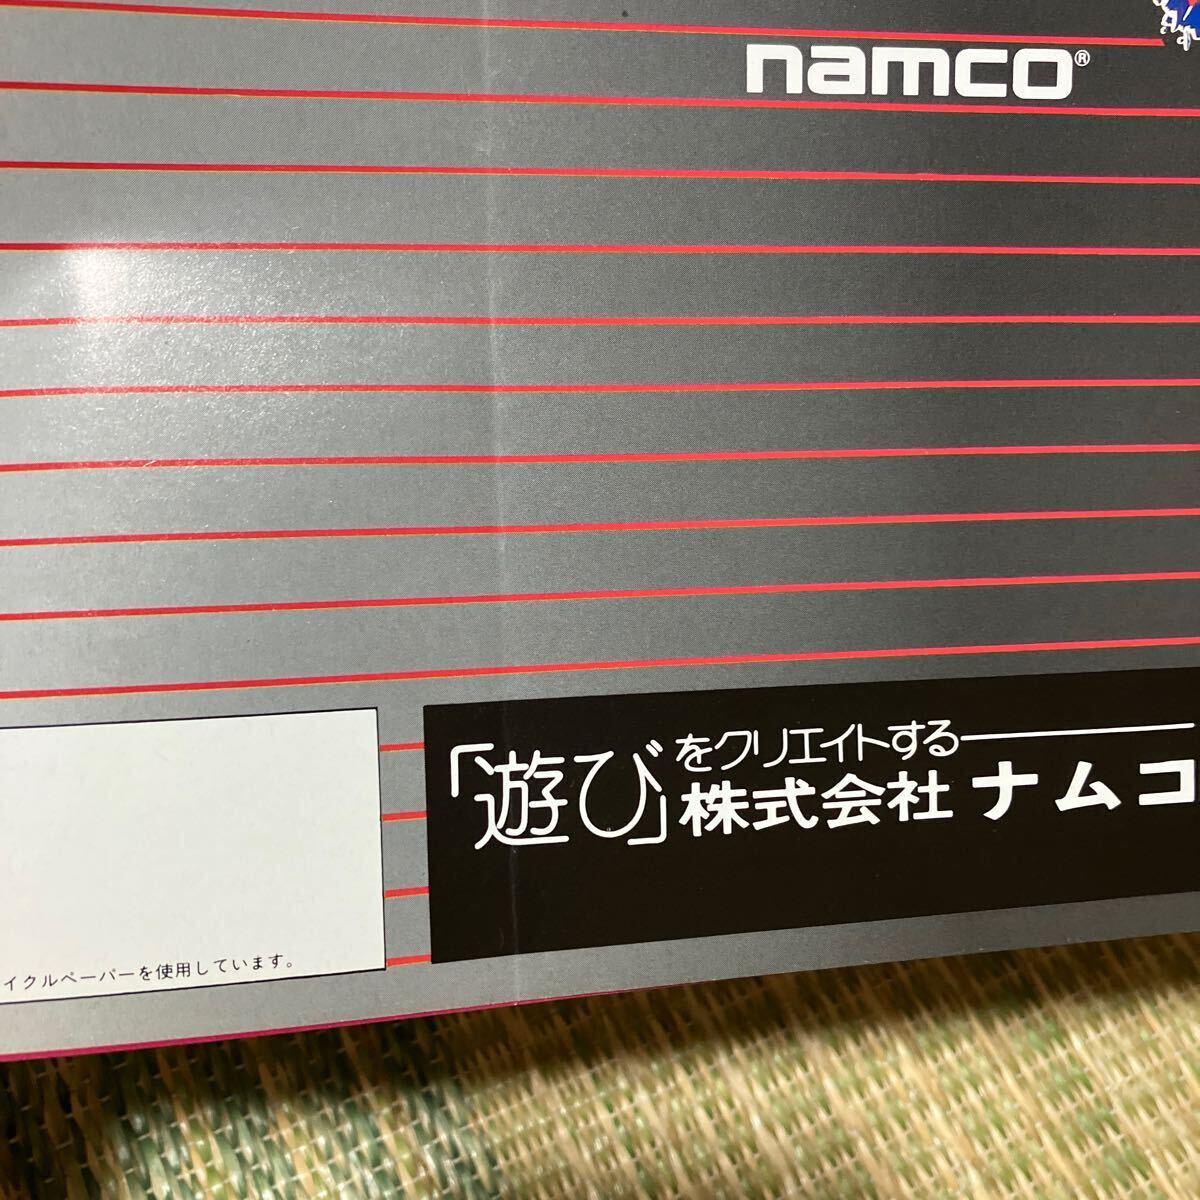 namco®
「遊び」をクリエイトする
株式会社ナムコ
イクルペーパーを使用しています。